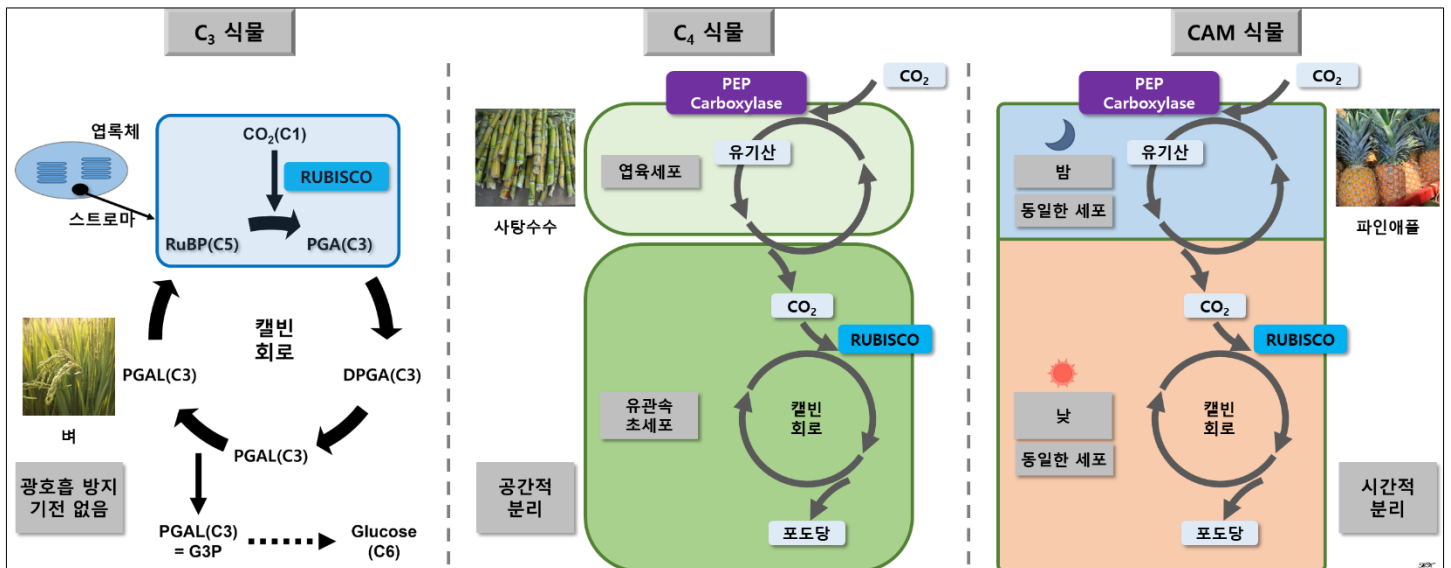 C₃ 식물
엽록체
스트로마
CO₂(C1)
RUBISCO
RuBP(C5)
PGA(C3)
캘빈
회로
PGAL(C3)
DPGA(C3)
벼
PGAL(C3)
광호흡 방지
기전 없음
PGAL(C3)
= G3P
Glucose
(C6)
C₄ 식물
PEP
Carboxylase
CO₂
유기산
엽육세포
사탕수수
CO₂
RUBISCO
유관속
초세포
캘빈
회로
공간적
분리
포도당
CAM 식물
PEP
Carboxylase
CO₂
유기산
밤
동일한 세포
파인애플
CO₂
RUBISCO
낮
캘빈
회로
동일한 세포
시간적
분리
포도당